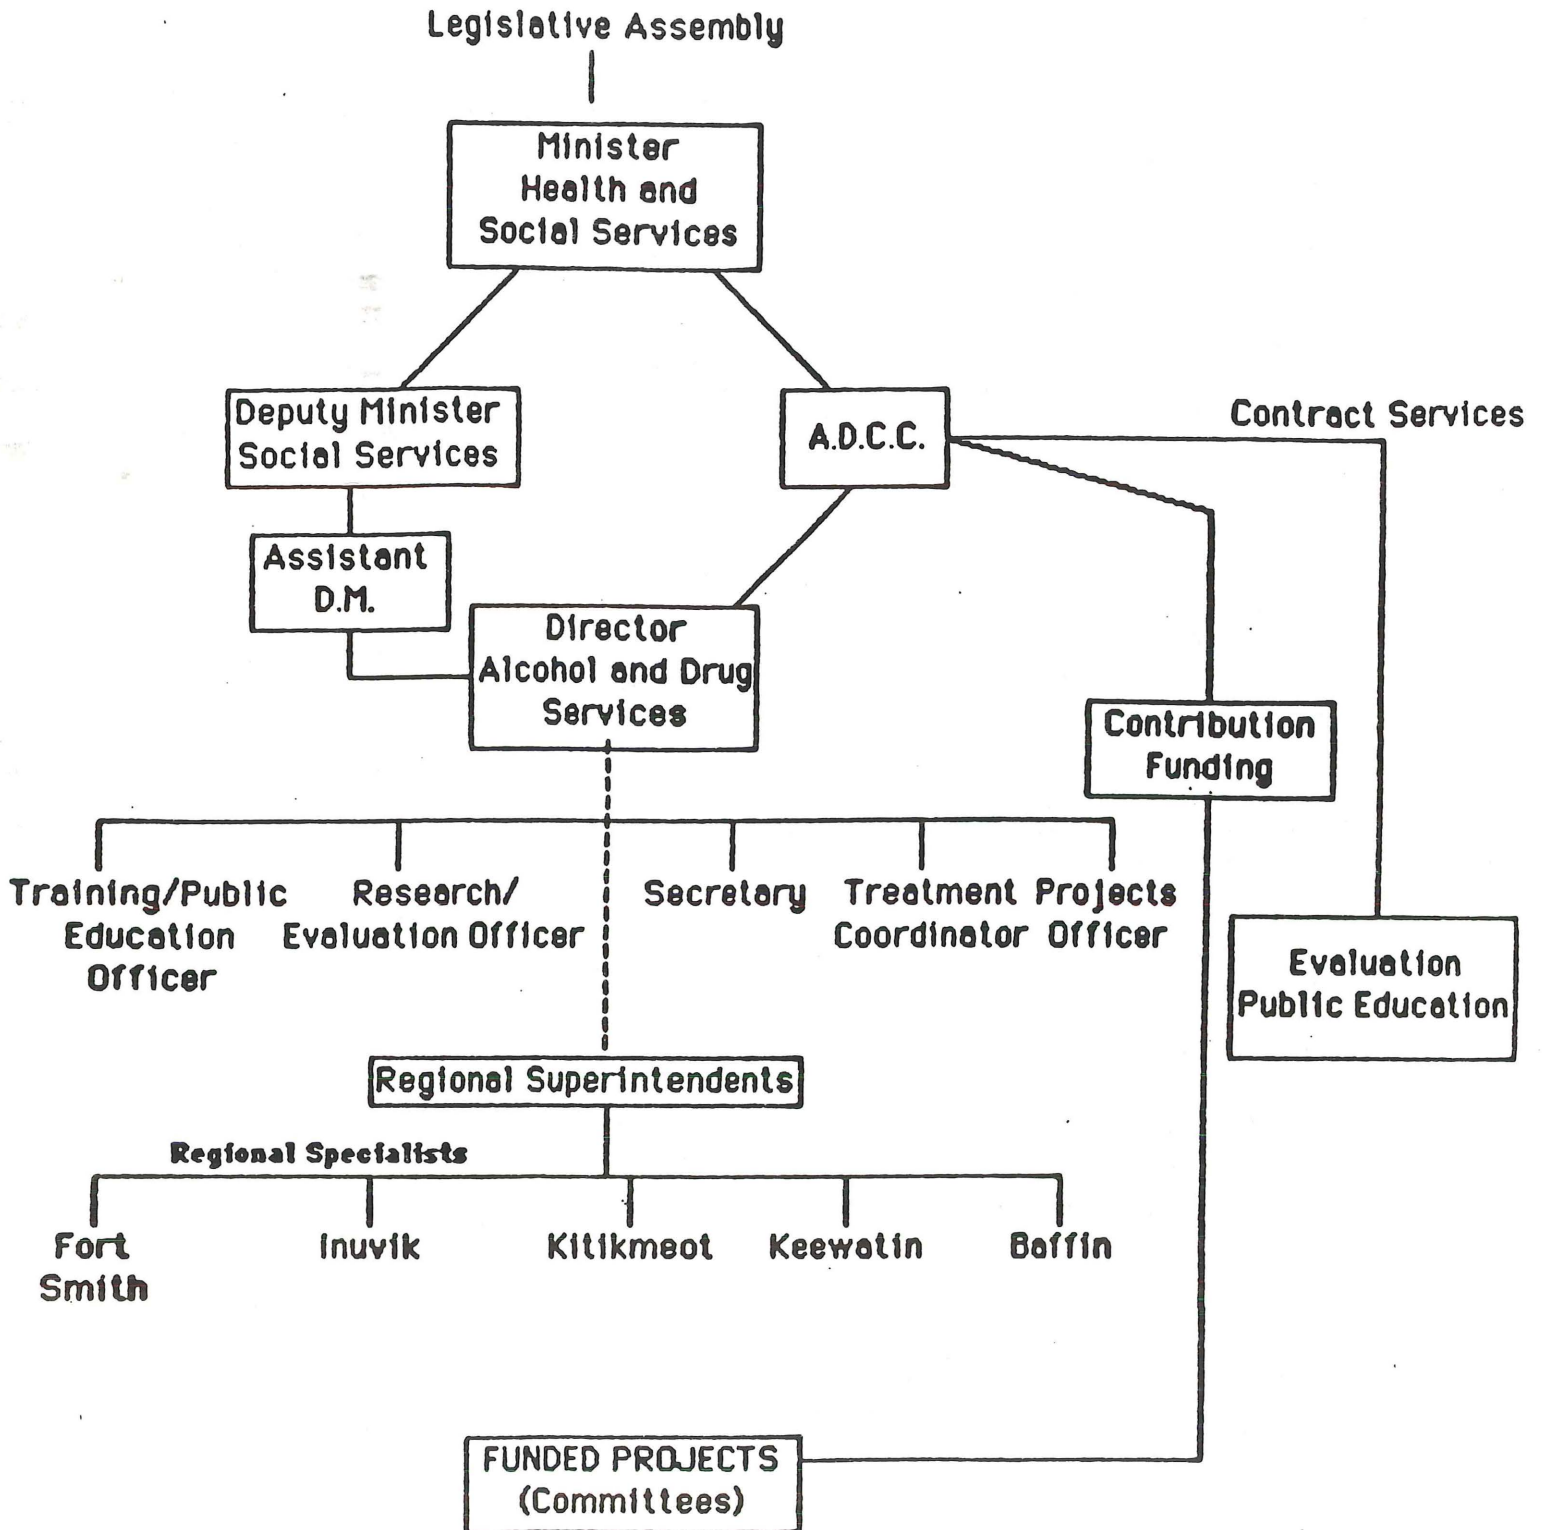 Legislative Assembly
Minister
Health and
Social Services
Deputy Minister
Social Services
A.D.C.C.
Contract Services
Assistant
D.M.
Director
Alcohol and Drug
Services
Contribution
Funding
Training/Public
Education
Officer
Research/
Evaluation Officer
Secretary
Treatment
Coordinator
Projects
Officer
Evaluation
Public Education
Regional Superintendents
Regional Specialists
Fort
Smith
Inuvik
Kitikmeot
Keewatin
Baffin
FUNDED PROJECTS
(Committees)